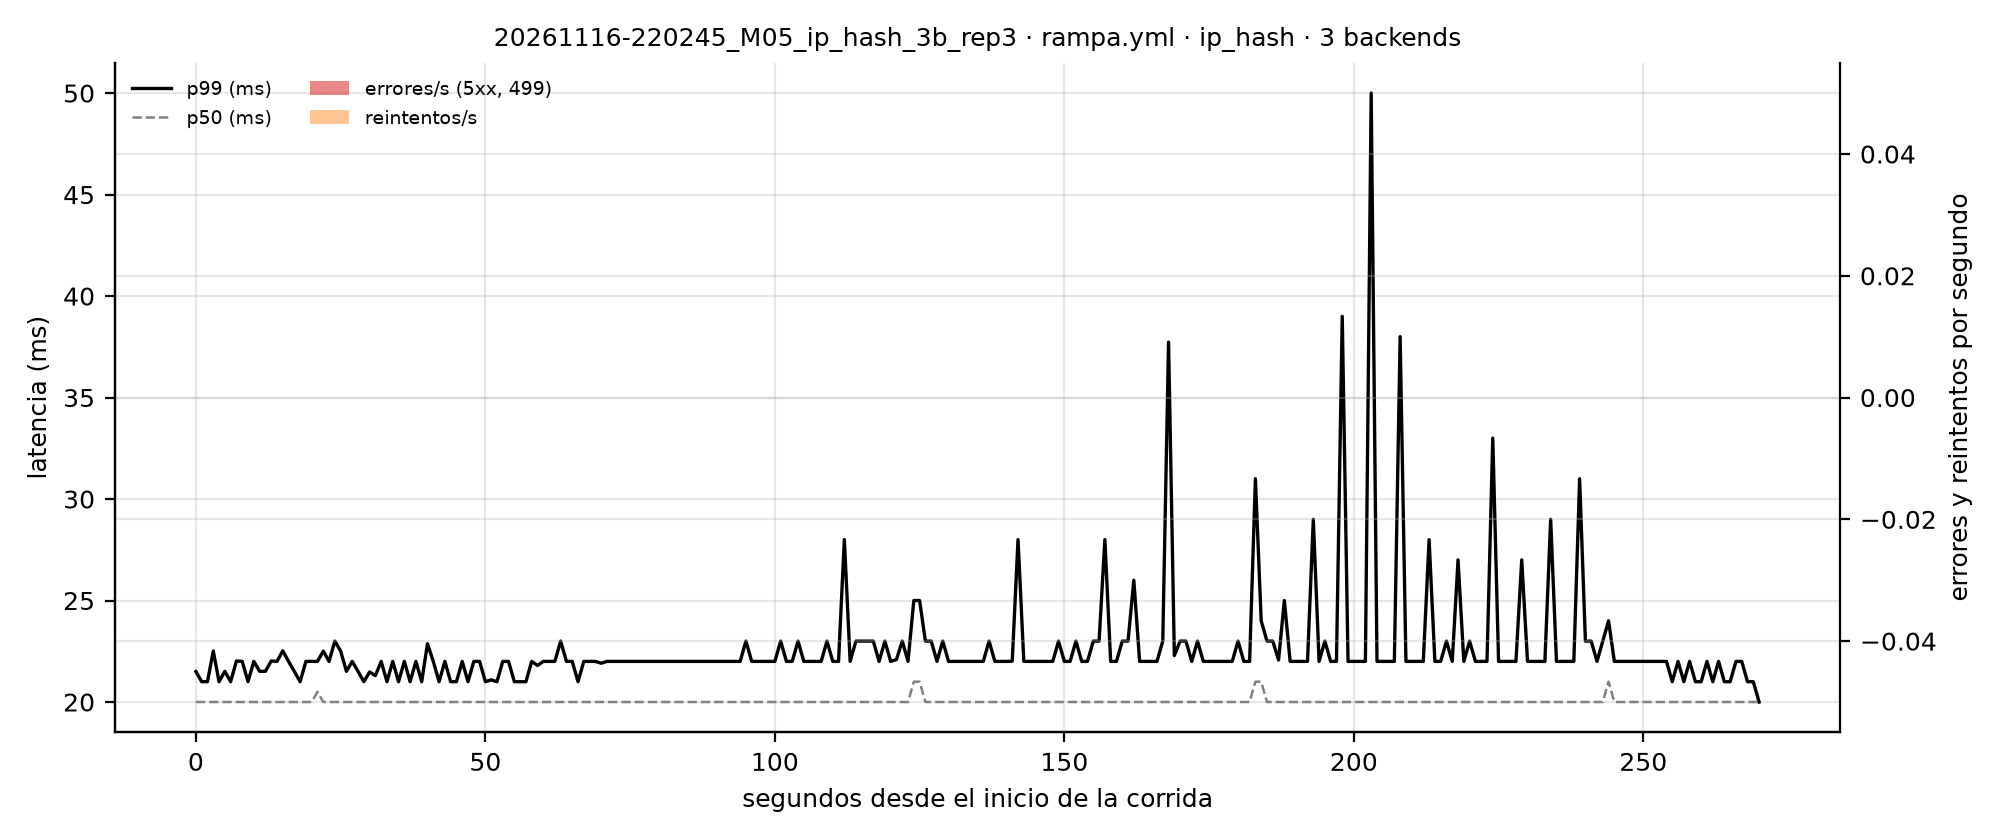 20261116-220245_M05_ip_hash_3b_rep3 · rampa.yml · ip_hash · 3 backends
p99 (ms)
p50 (ms)
errores/s (5xx, 499)
reintentos/s
latencia (ms)
50
45
40
35
30
25
20
0.04
0.02
0.00
−0.02
−0.04
errores y reintentos por segundo
0
50
100
150
200
250
segundos desde el inicio de la corrida